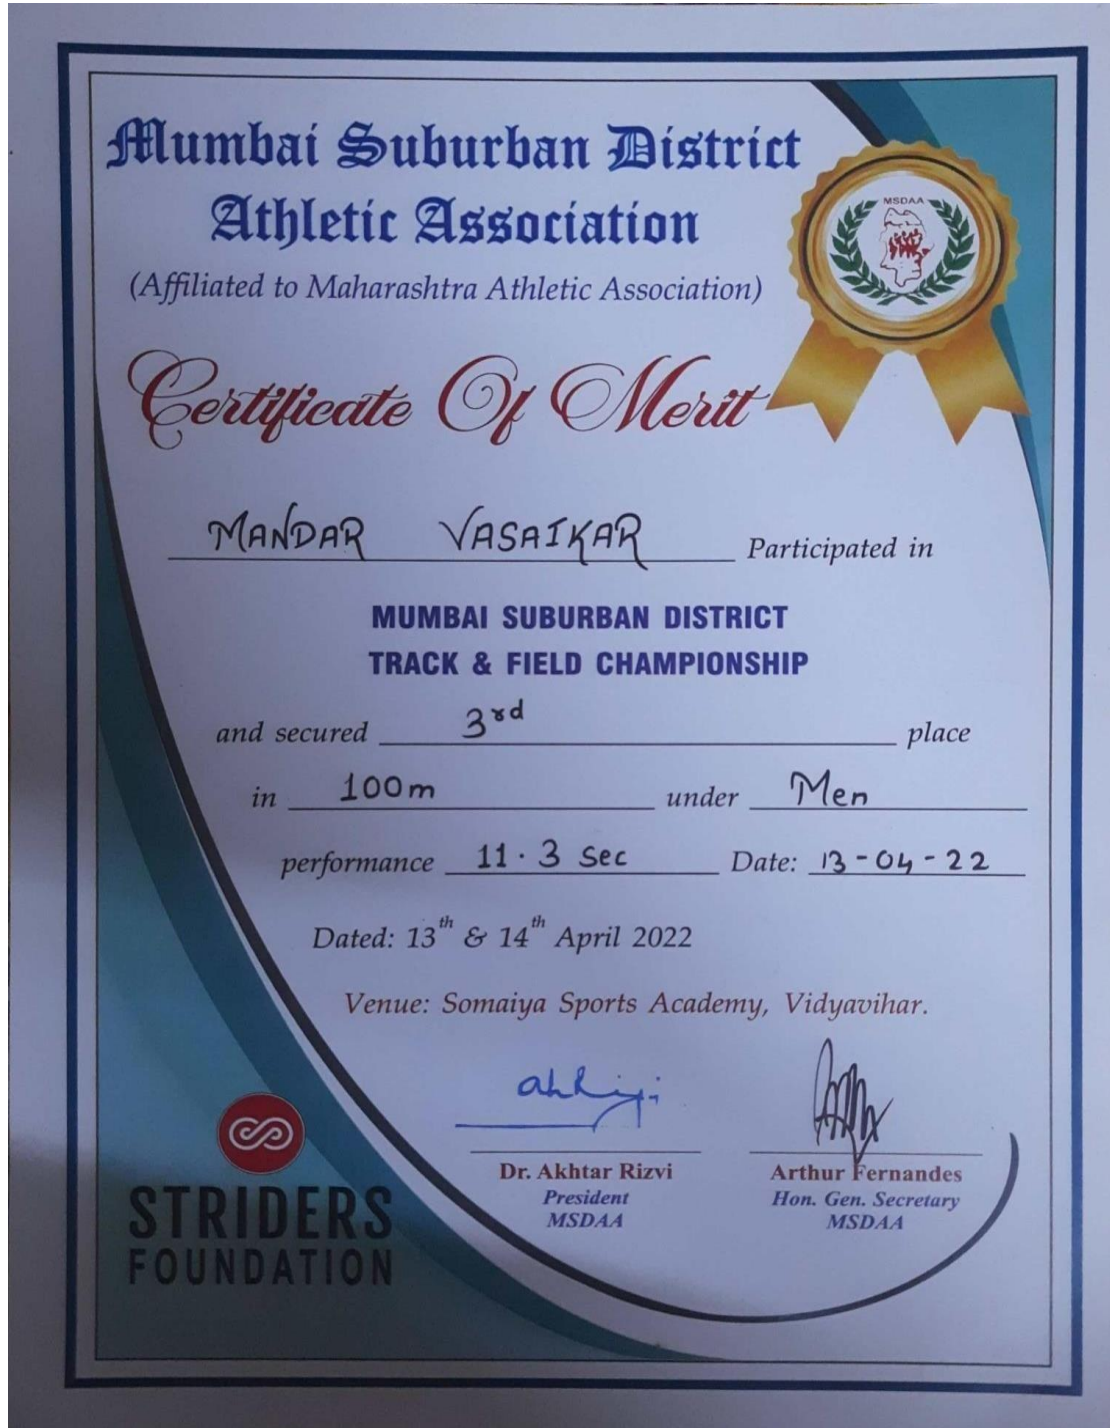 Mumbai Suburban District
Athletic Association
(Affiliated to Maharashtra Athletic Association)
MSDAA
Certificate Of Merit
MANDAR VASAIKAR Participated in
MUMBAI SUBURBAN DISTRICT
TRACK & FIELD CHAMPIONSHIP
and secured 3rd place
in 100m under Men
performance 11.3 sec Date: 13-04-22
Dated: 13th & 14th April 2022
Venue: Somaiya Sports Academy, Vidyavihar.
Dr. Akhtar Rizvi
President
MSDAA
Arthur Fernandes
Hon. Gen. Secretary
MSDAA
STRIDERS
FOUNDATION